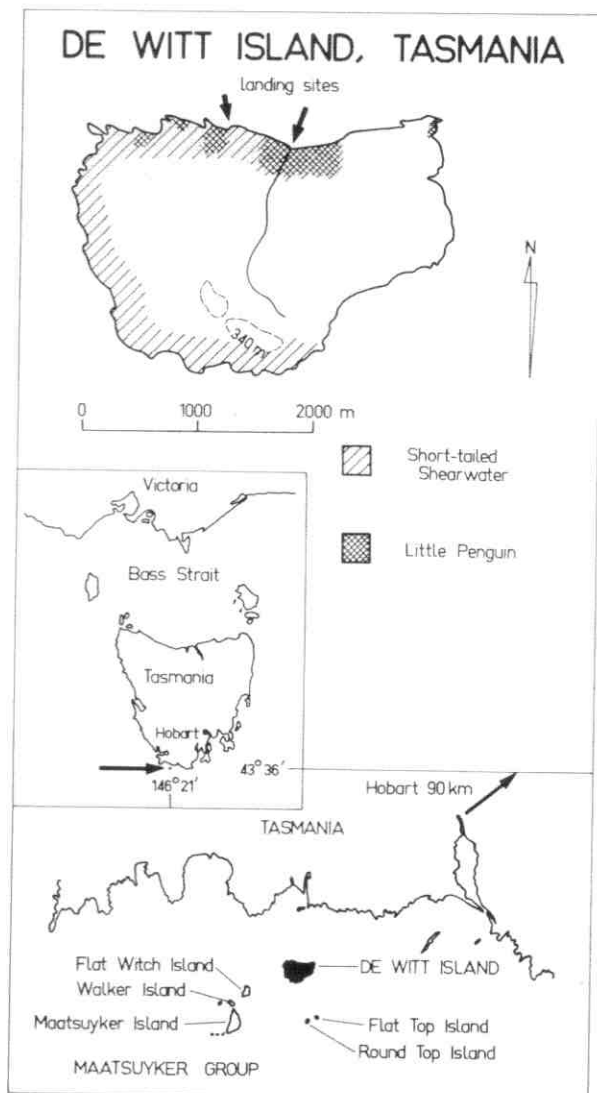 DE WITT ISLAND, TASMANIA
landing sites
N
340 m
0 1000 2000 m
Short-tailed
Shearwater
Little Penguin
Victoria
Bass Strait
Tasmania
Hobart
43° 36′
146° 21′
Hobart 90 km
TASMANIA
Flat Witch Island
Walker Island
Maatsuyker Island
DE WITT ISLAND
Flat Top Island
Round Top Island
MAATSUYKER GROUP